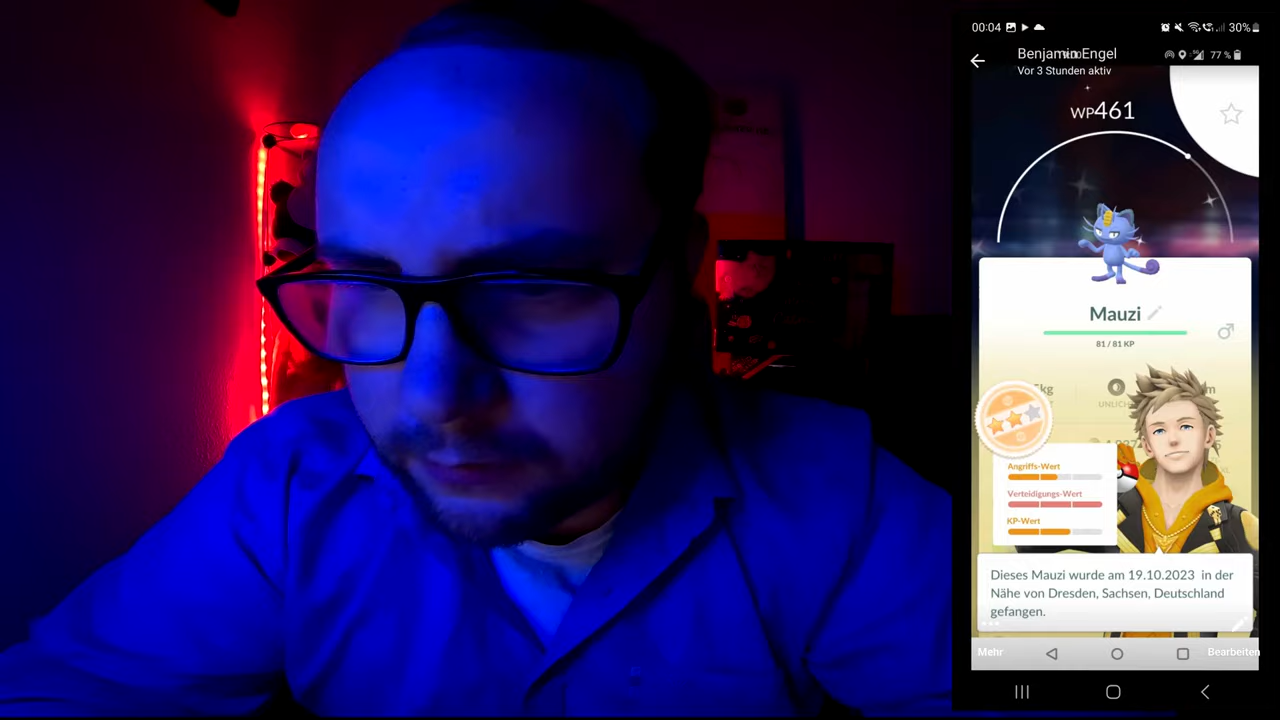 00:04 30%
Benjamin Engel
77 %
Vor 3 Stunden aktiv
WP461
Mauzi
81 / 81 KP
kg
m
UNLICH
Angriffs-Wert
Verteidigungs-Wert
KP-Wert
Dieses Mauzi wurde am 19.10.2023 in der
Nähe von Dresden, Sachsen, Deutschland
gefangen.
Mehr
Bearbeiten